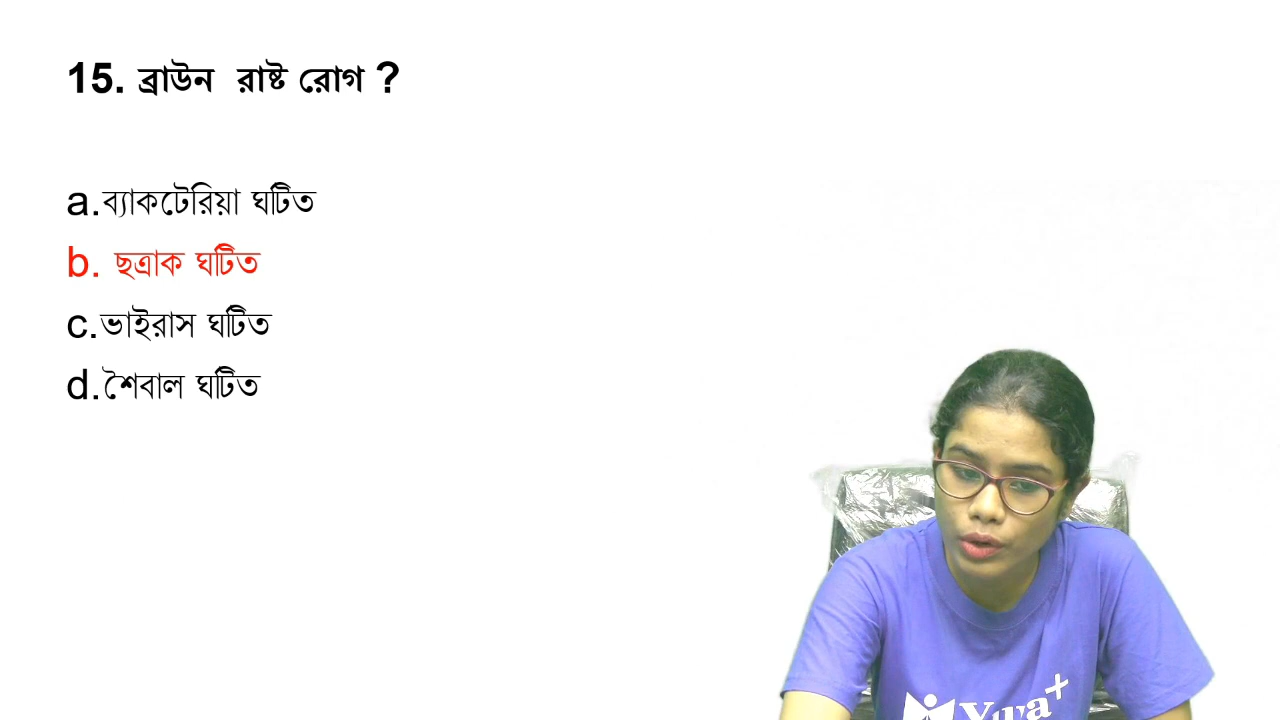 15. ব্রাউন রাষ্ট রোগ ?
a.ব্যাকটেরিয়া ঘটিত
b. ছত্রাক ঘটিত
c.ভাইরাস ঘটিত
d.শৈবাল ঘটিত